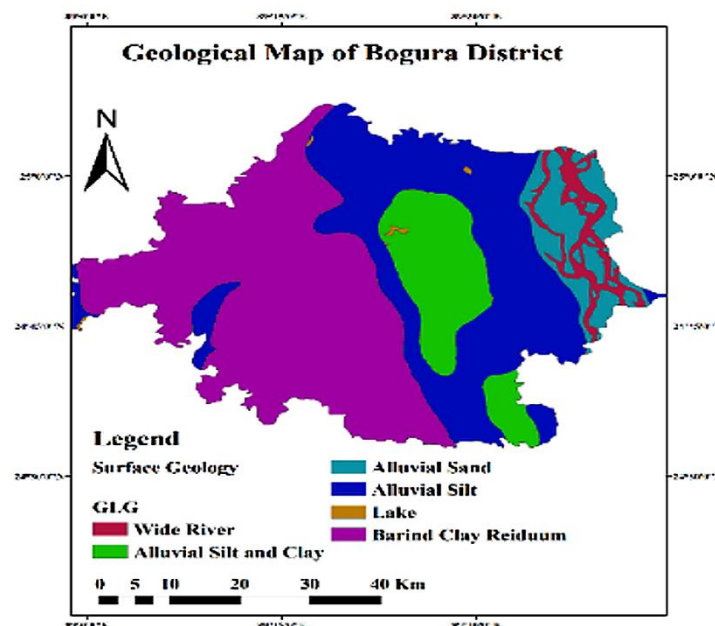 Geological Map of Bogura District
N
Legend
Surface Geology
GLG
Wide River
Alluvial Silt and Clay
Alluvial Sand
Alluvial Silt
Lake
Barind Clay Reiduum
0 5 10 20 30 40 Km